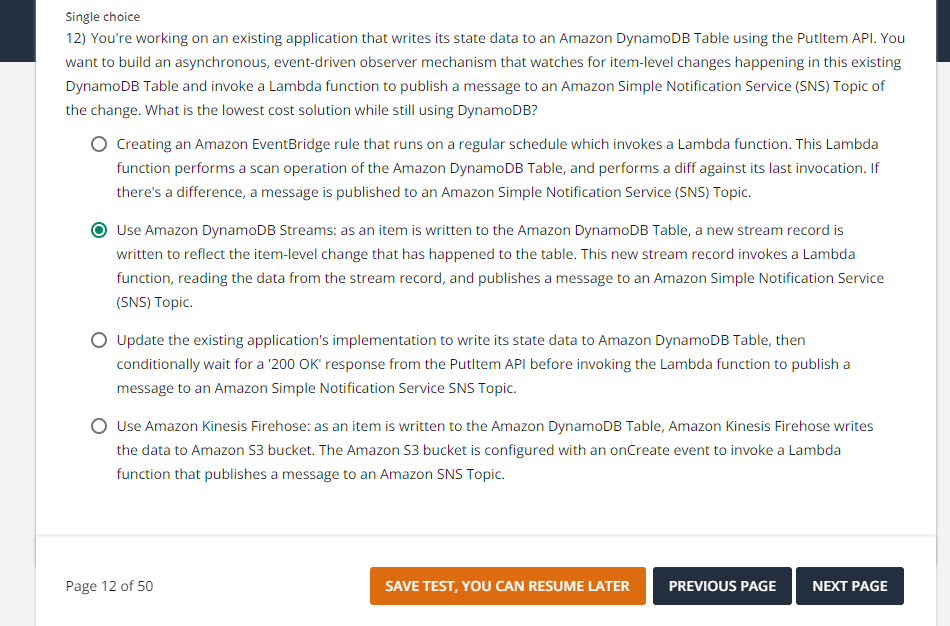 Single choice
12) You're working on an existing application that writes its state data to an Amazon DynamoDB Table using the PutItem API. You
want to build an asynchronous, event-driven observer mechanism that watches for item-level changes happening in this existing
DynamoDB Table and invoke a Lambda function to publish a message to an Amazon Simple Notification Service (SNS) Topic of
the change. What is the lowest cost solution while still using DynamoDB?
Creating an Amazon EventBridge rule that runs on a regular schedule which invokes a Lambda function. This Lambda
function performs a scan operation of the Amazon DynamoDB Table, and performs a diff against its last invocation. If
there's a difference, a message is published to an Amazon Simple Notification Service (SNS) Topic.
Use Amazon DynamoDB Streams: as an item is written to the Amazon DynamoDB Table, a new stream record is
written to reflect the item-level change that has happened to the table. This new stream record invokes a Lambda
function, reading the data from the stream record, and publishes a message to an Amazon Simple Notification Service
(SNS) Topic.
Update the existing application's implementation to write its state data to Amazon DynamoDB Table, then
conditionally wait for a '200 OK' response from the PutItem API before invoking the Lambda function to publish a
message to an Amazon Simple Notification Service SNS Topic.
Use Amazon Kinesis Firehose: as an item is written to the Amazon DynamoDB Table, Amazon Kinesis Firehose writes
the data to Amazon S3 bucket. The Amazon S3 bucket is configured with an onCreate event to invoke a Lambda
function that publishes a message to an Amazon SNS Topic.
Page 12 of 50
SAVE TEST, YOU CAN RESUME LATER
PREVIOUS PAGE
NEXT PAGE